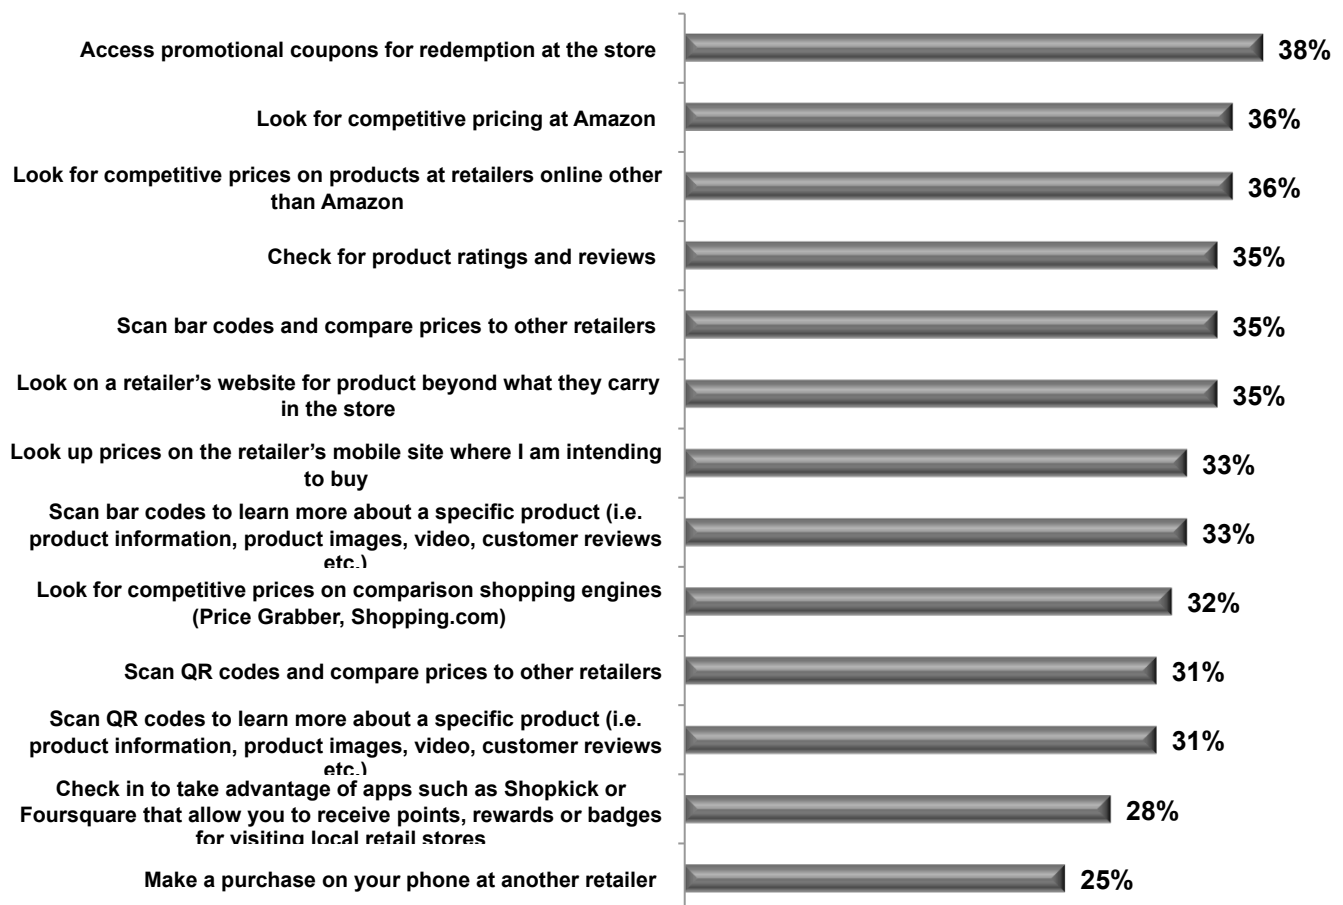 Access promotional coupons for redemption at the store
38%
Look for competitive pricing at Amazon
36%
Look for competitive prices on products at retailers online other
than Amazon
36%
Check for product ratings and reviews
35%
Scan bar codes and compare prices to other retailers
35%
Look on a retailer’s website for product beyond what they carry
in the store
35%
Look up prices on the retailer’s mobile site where I am intending
to buy
33%
Scan bar codes to learn more about a specific product (i.e.
product information, product images, video, customer reviews
etc.)
33%
Look for competitive prices on comparison shopping engines
(Price Grabber, Shopping.com)
32%
Scan QR codes and compare prices to other retailers
31%
Scan QR codes to learn more about a specific product (i.e.
product information, product images, video, customer reviews
etc.)
31%
Check in to take advantage of apps such as Shopkick or
Foursquare that allow you to receive points, rewards or badges
for visiting local retail stores
28%
Make a purchase on your phone at another retailer
25%